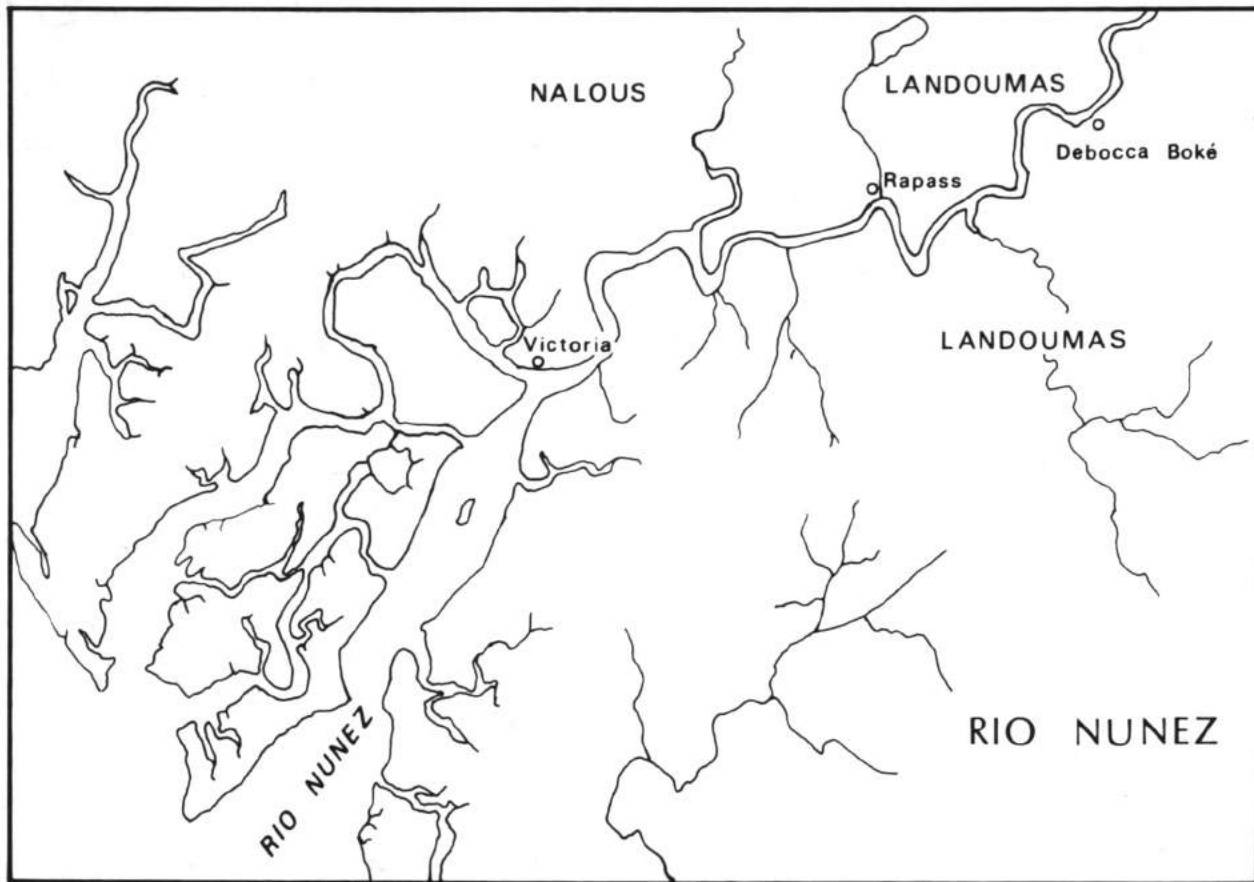 NALOUS
LANDOUMAS
Debocca Boké
Rapass
Victoria
LANDOUMAS
RIO NUNEZ
RIO NUNEZ